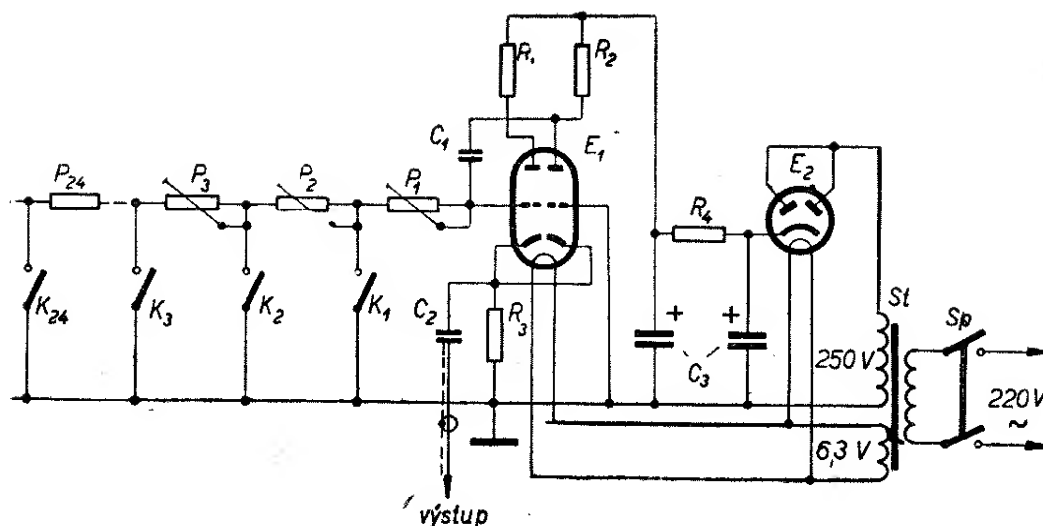 R₁
R₂
C₁
E₁
E₂
P₂₄
P₃
P₂
P₁
R₄
K₂₄
K₃
K₂
K₁
C₂
R₃
+
+
C₃
St
Sp
250 V
220 V
~
6,3 V
výstup